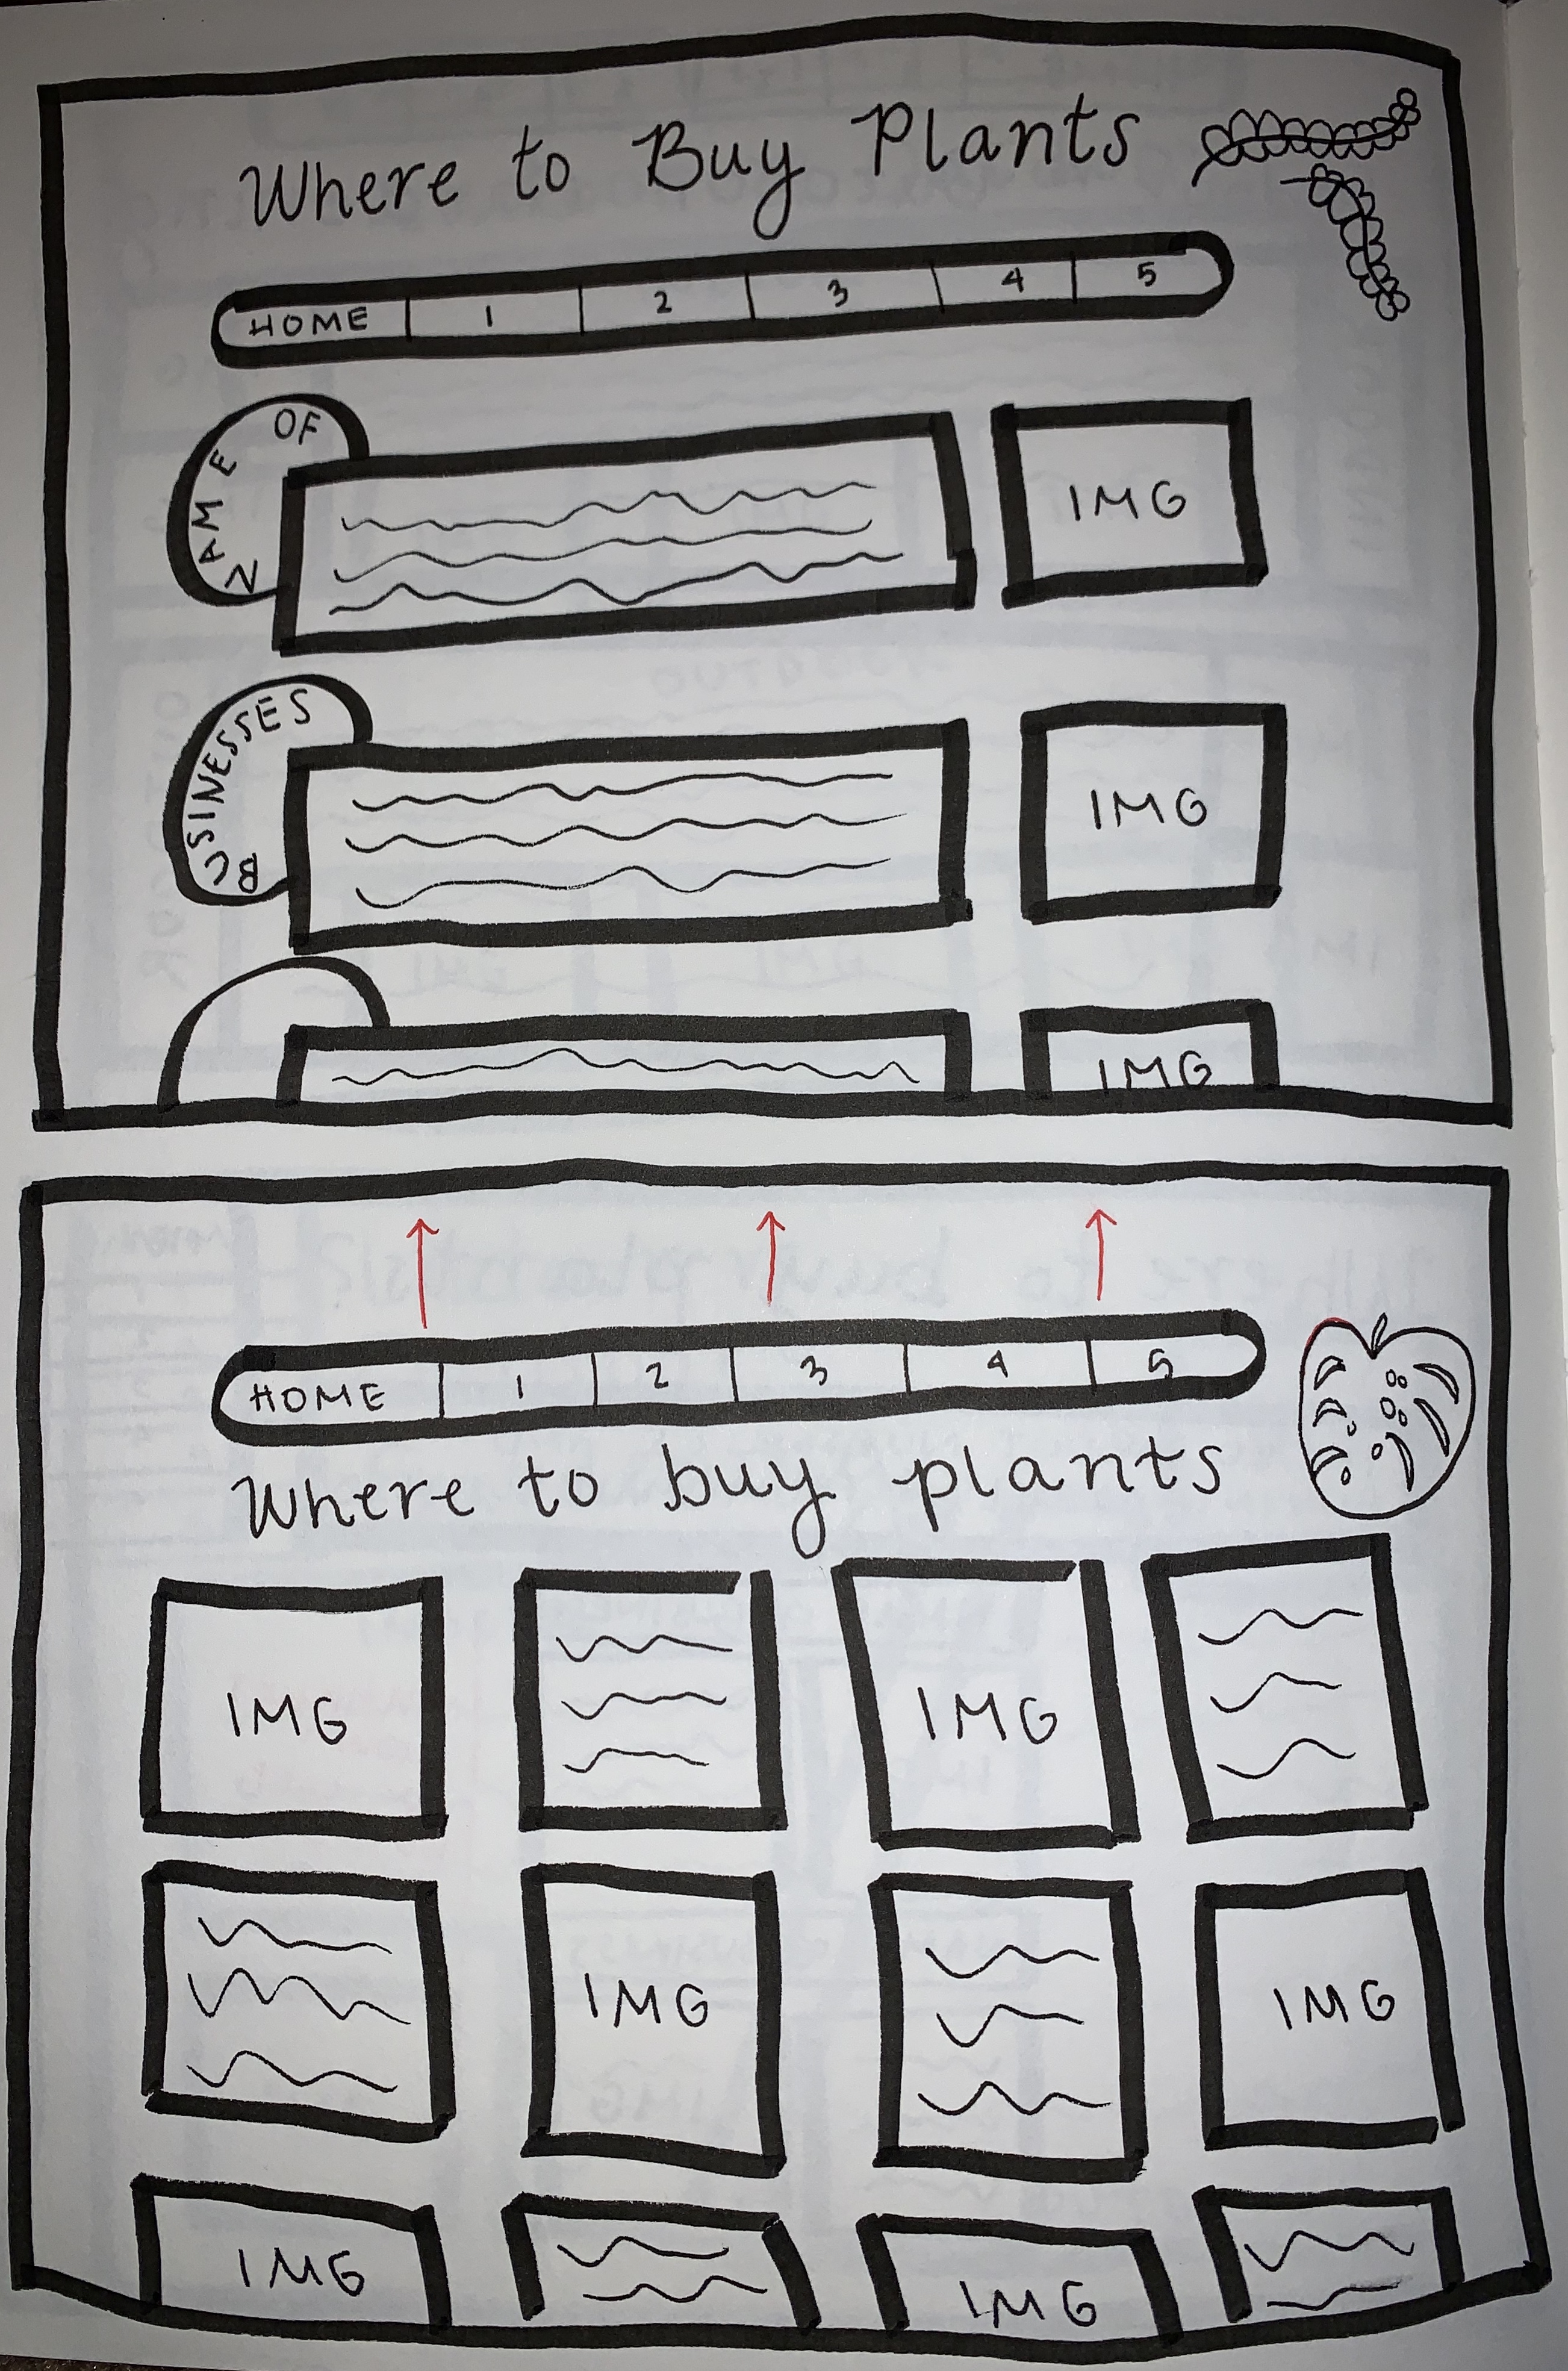 Where to Buy Plants
HOME 1 2 3 4 5
NAME OF
IMG
BUSINESSES
IMG
IMG
HOME 1 2 3 4 5
Where to buy plants
IMG IMG
IMG IMG
IMG IMG